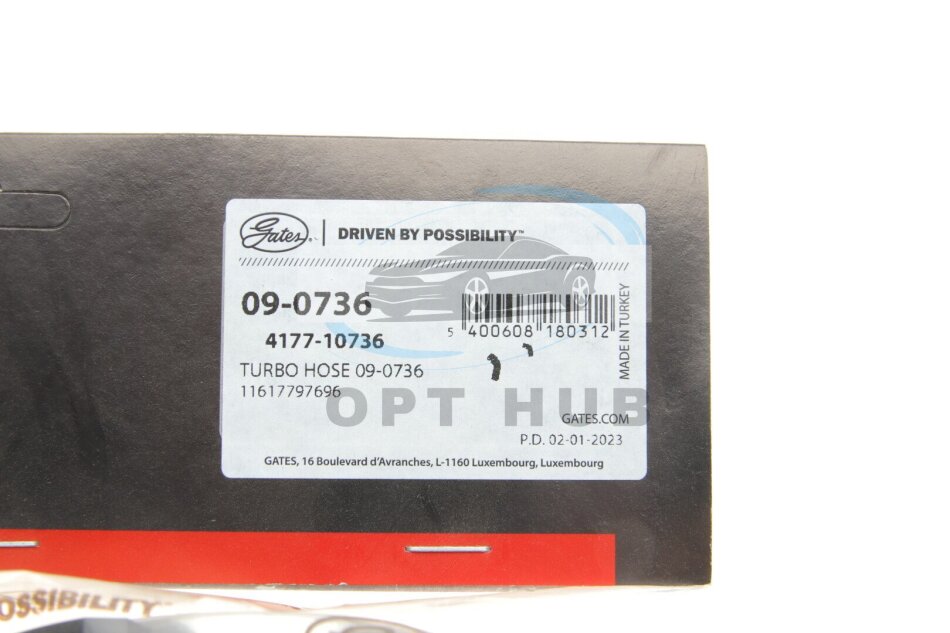 Gates® | DRIVEN BY POSSIBILITY™
09-0736
4177-10736
5 400608 180312
MADE IN TURKEY
TURBO HOSE 09-0736
11617797696
OPT HUB
GATES.COM
P.D. 02-01-2023
GATES, 16 Boulevard d'Avranches, L-1160 Luxembourg, Luxembourg
POSSIBILITY™